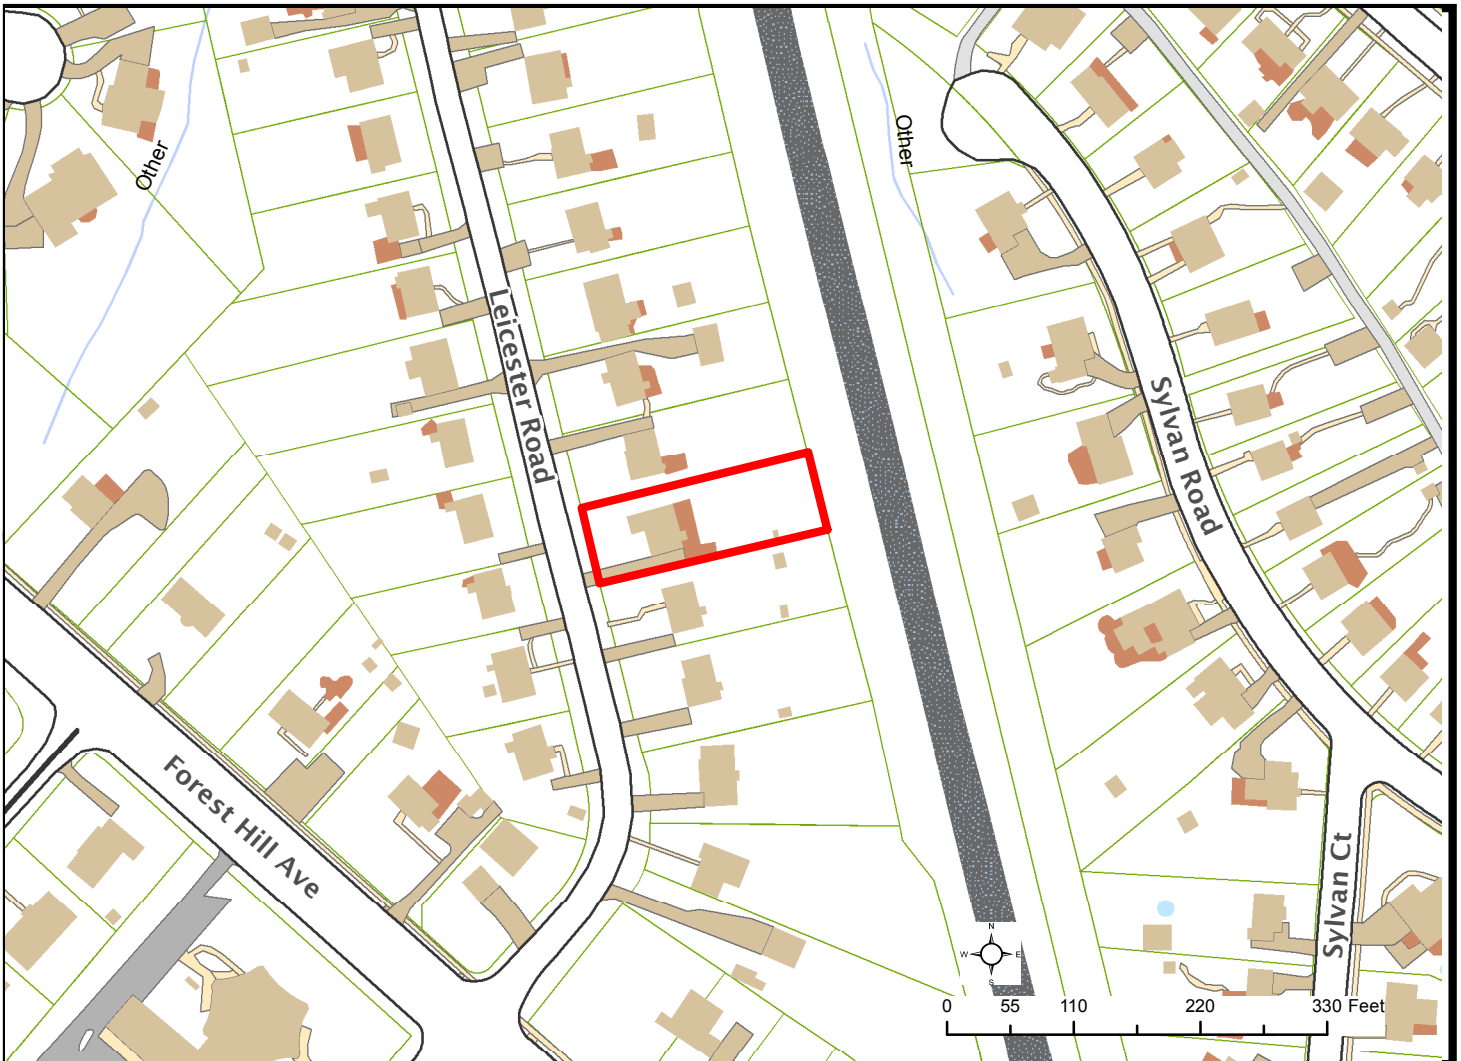 Other
Other
Leicester Road
Sylvan Road
Forest Hill Ave
Sylvan Ct
N
W E
S
0 55 110 220 330 Feet